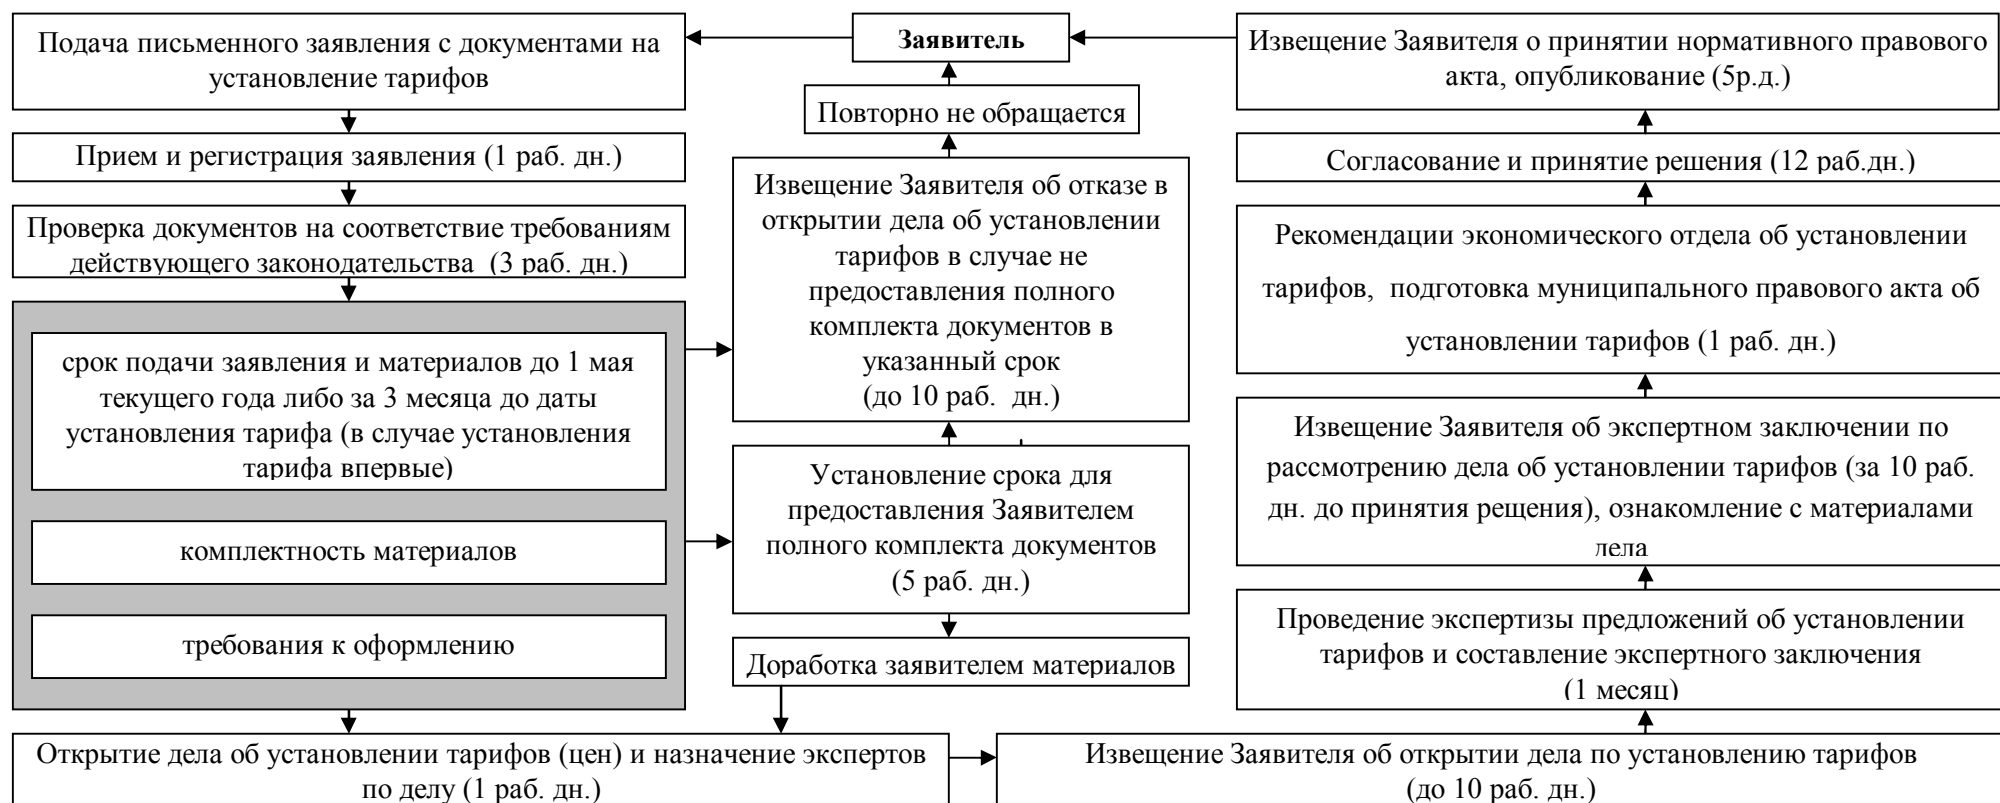 Подача письменного заявления с документами на
установление тарифов
Заявитель
Извещение Заявителя о принятии нормативного правового
акта, опубликование (5р.д.)
Повторно не обращается
Прием и регистрация заявления (1 раб. дн.)
Согласование и принятие решения (12 раб.дн.)
Проверка документов на соответствие требованиям
действующего законодательства  (3 раб. дн.)
Извещение Заявителя об отказе в
открытии дела об установлении
тарифов в случае не
предоставления полного
комплекта документов в
указанный срок
(до 10 раб.  дн.)
Рекомендации экономического отдела об установлении
тарифов,  подготовка муниципального правового акта об
установлении тарифов (1 раб. дн.)
срок подачи заявления и материалов до 1 мая
текущего года либо за 3 месяца до даты
установления тарифа (в случае установления
тарифа впервые)
комплектность материалов
требования к оформлению
Установление срока для
предоставления Заявителем
полного комплекта документов
(5 раб. дн.)
Извещение Заявителя об экспертном заключении по
рассмотрению дела об установлении тарифов (за 10 раб.
дн. до принятия рещения), ознакомление с материалами
дела
Доработка заявителем материалов
Проведение экспертизы предложений об установлении
тарифов и составление экспертного заключения
(1 месяц)
Открытие дела об установлении тарифов (цен) и назначение экспертов
по делу (1 раб. дн.)
Извещение Заявителя об открытии дела по установлению тарифов
(до 10 раб. дн.)